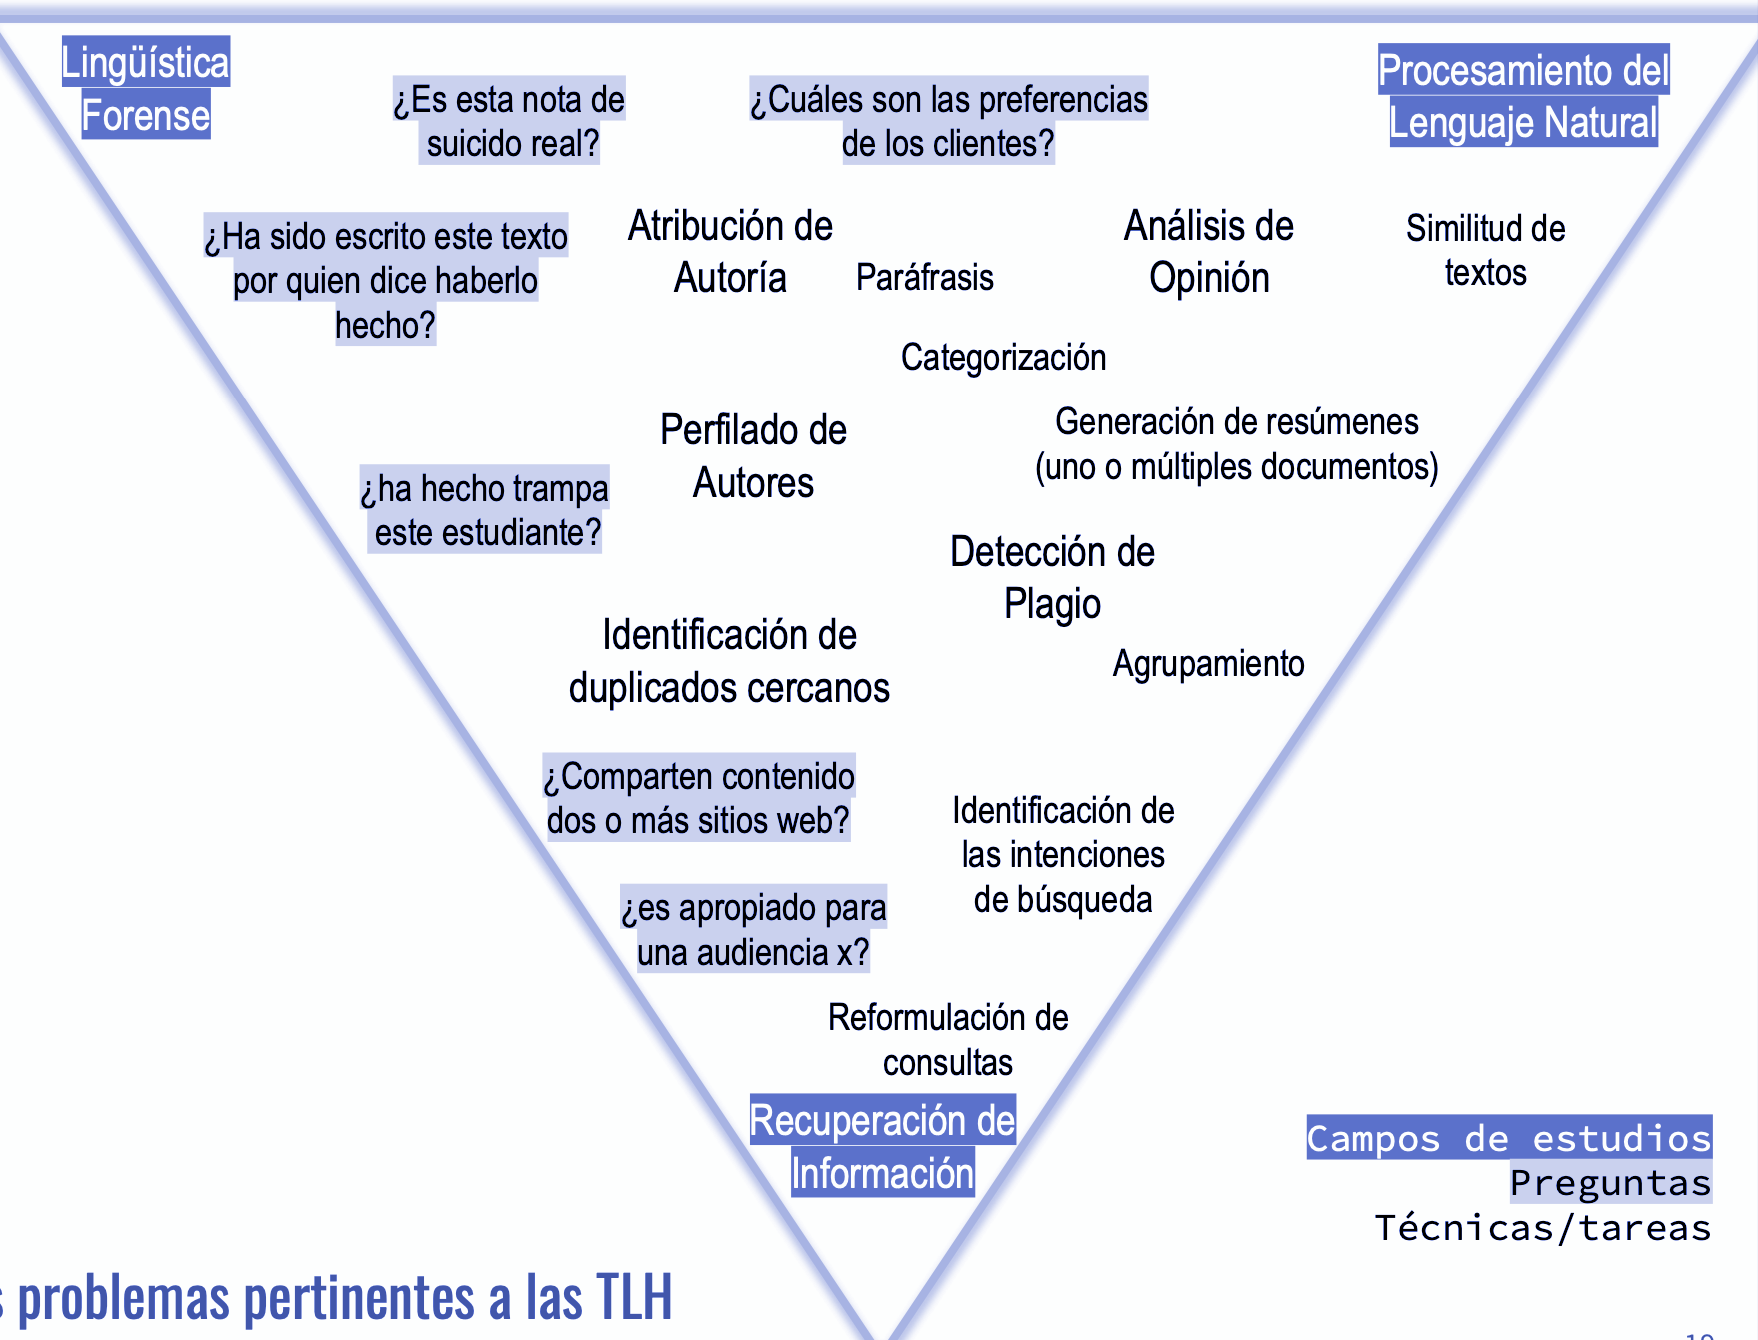 Lingüística
Forense
¿Es esta nota de
suicido real?
¿Cuáles son las preferencias
de los clientes?
Procesamiento del
Lenguaje Natural
¿Ha sido escrito este texto
por quien dice haberlo
hecho?
Atribución de
Autoría
Paráfrasis
Análisis de
Opinión
Similitud de
textos
Categorización
Perfilado de
Autores
Generación de resúmenes
(uno o múltiples documentos)
¿ha hecho trampa
este estudiante?
Detección de
Plagio
Identificación de
duplicados cercanos
Agrupamiento
¿Comparten contenido
dos o más sitios web?
Identificación de
las intenciones
de búsqueda
¿es apropiado para
una audiencia x?
Reformulación de
consultas
Recuperación de
Información
Campos de estudios
Preguntas
Técnicas/tareas
problemas pertinentes a las TLH